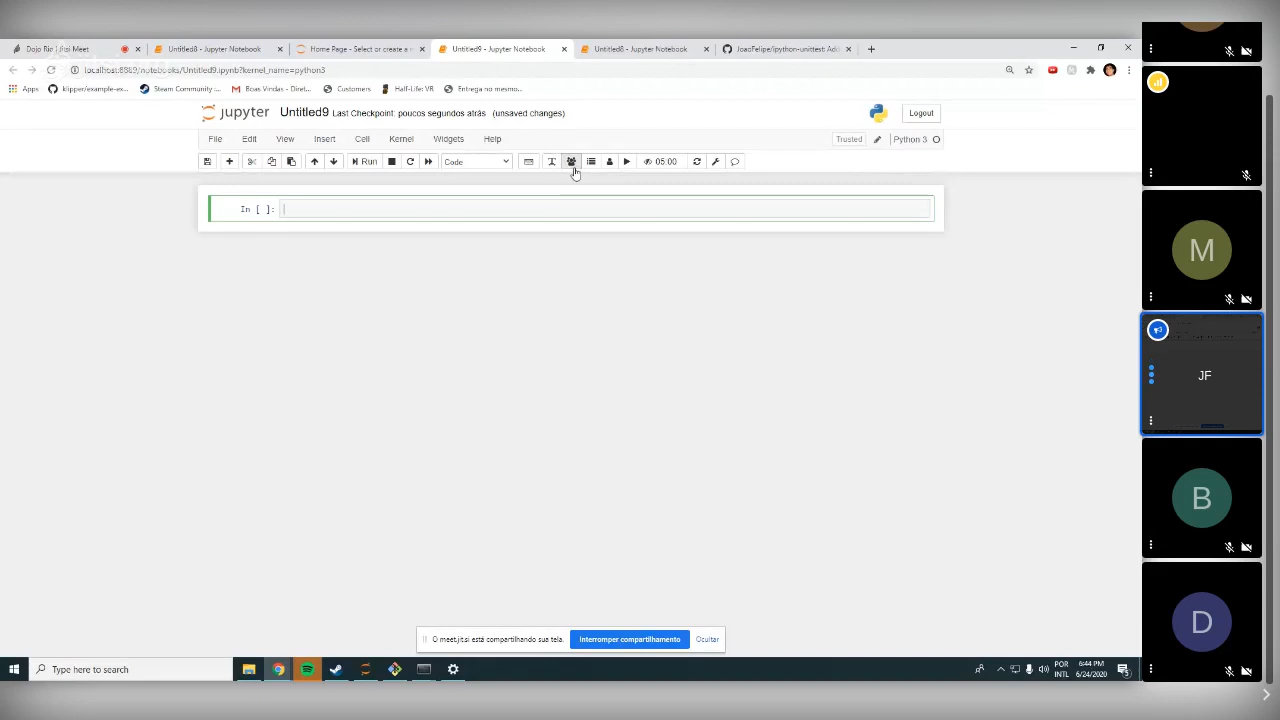 Dojo Rio | Jitsi Meet
Untitled8 - Jupyter Notebook
Home Page - Select or create a n
Untitled9 - Jupyter Notebook
Untitled8 - Jupyter Notebook
JoaoFelipe/ipython-unittest: Add
localhost:8889/notebooks/Untitled9.ipynb?kernel_name=python3
Apps
klipper/example-ex...
Steam Community :...
Boas Vindas - Diret...
Customers
Half-Life: VR
Entrega no mesmo...
jupyter
Untitled9
Last Checkpoint: poucos segundos atrás
(unsaved changes)
Logout
File
Edit
View
Insert
Cell
Kernel
Widgets
Help
Trusted
Python 3
Run
Code
05:00
In [ ]:
O meet.jit.si está compartilhando sua tela.
Interromper compartilhamento
Ocultar
Type here to search
POR
INTL
6:44 PM
6/24/2020
M
JF
B
D